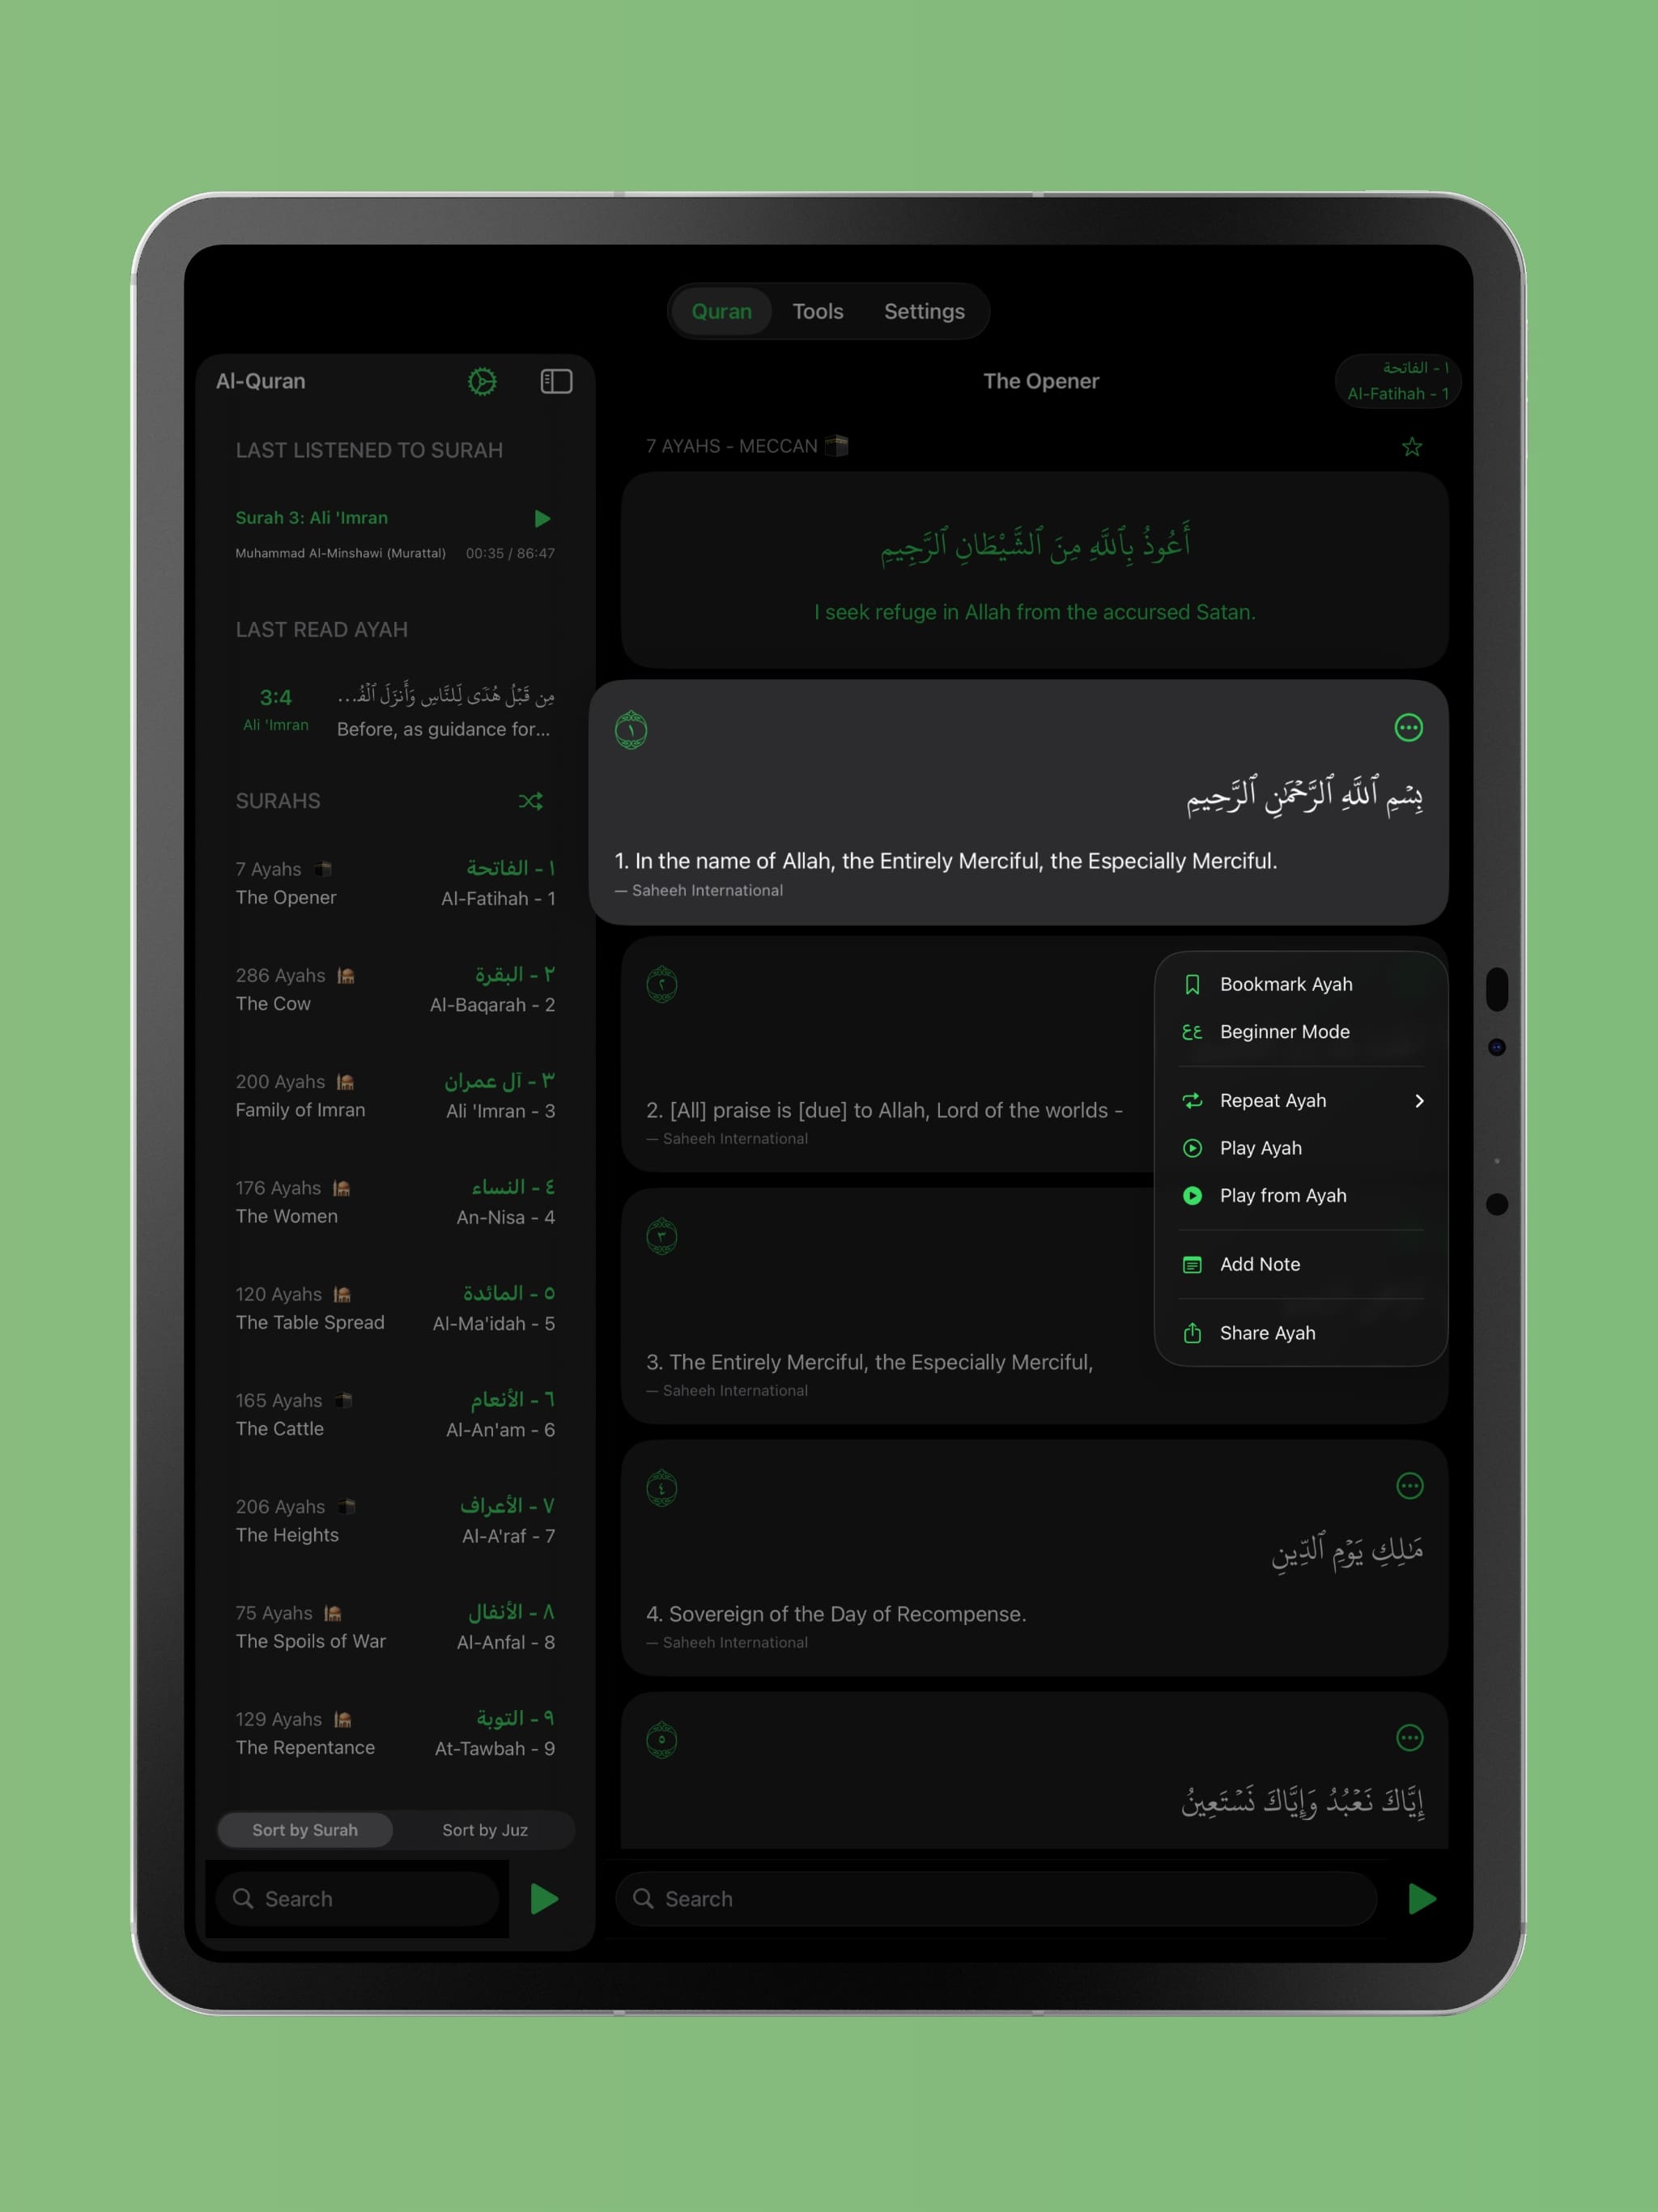 Quran
Tools
Settings
Al-Quran
LAST LISTENED TO SURAH
Surah 3: Ali 'Imran
Muhammad Al-Minshawi (Murattal) 00:35 / 86:47
LAST READ AYAH
3:4
Ali 'Imran
مِن قَبْلُ هُدًى لِّلنَّاسِ وَأَنزَلَ ٱلْفُ...
Before, as guidance for...
SURAHS
7 Ayahs ١ - الفاتحة
The Opener Al-Fatihah - 1
286 Ayahs ٢ - البقرة
The Cow Al-Baqarah - 2
200 Ayahs ٣ - آل عمران
Family of Imran Ali 'Imran - 3
176 Ayahs ٤ - النساء
The Women An-Nisa - 4
120 Ayahs ٥ - المائدة
The Table Spread Al-Ma'idah - 5
165 Ayahs ٦ - الأنعام
The Cattle Al-An'am - 6
206 Ayahs ٧ - الأعراف
The Heights Al-A'raf - 7
75 Ayahs ٨ - الأنفال
The Spoils of War Al-Anfal - 8
129 Ayahs ٩ - التوبة
The Repentance At-Tawbah - 9
Sort by Surah
Sort by Juz
Search
The Opener
١ - الفاتحة
Al-Fatihah - 1
7 AYAHS - MECCAN
أَعُوذُ بِٱللَّهِ مِنَ ٱلشَّيْطَانِ ٱلرَّجِيمِ
I seek refuge in Allah from the accursed Satan.
١
بِسْمِ ٱللَّهِ ٱلرَّحْمَٰنِ ٱلرَّحِيمِ
1. In the name of Allah, the Entirely Merciful, the Especially Merciful.
— Saheeh International
٢
2. [All] praise is [due] to Allah, Lord of the worlds -
— Saheeh International
٣
3. The Entirely Merciful, the Especially Merciful,
— Saheeh International
٤
مَٰلِكِ يَوْمِ ٱلدِّينِ
4. Sovereign of the Day of Recompense.
— Saheeh International
٥
إِيَّاكَ نَعْبُدُ وَإِيَّاكَ نَسْتَعِينُ
Search
Bookmark Ayah
عع Beginner Mode
Repeat Ayah
Play Ayah
Play from Ayah
Add Note
Share Ayah